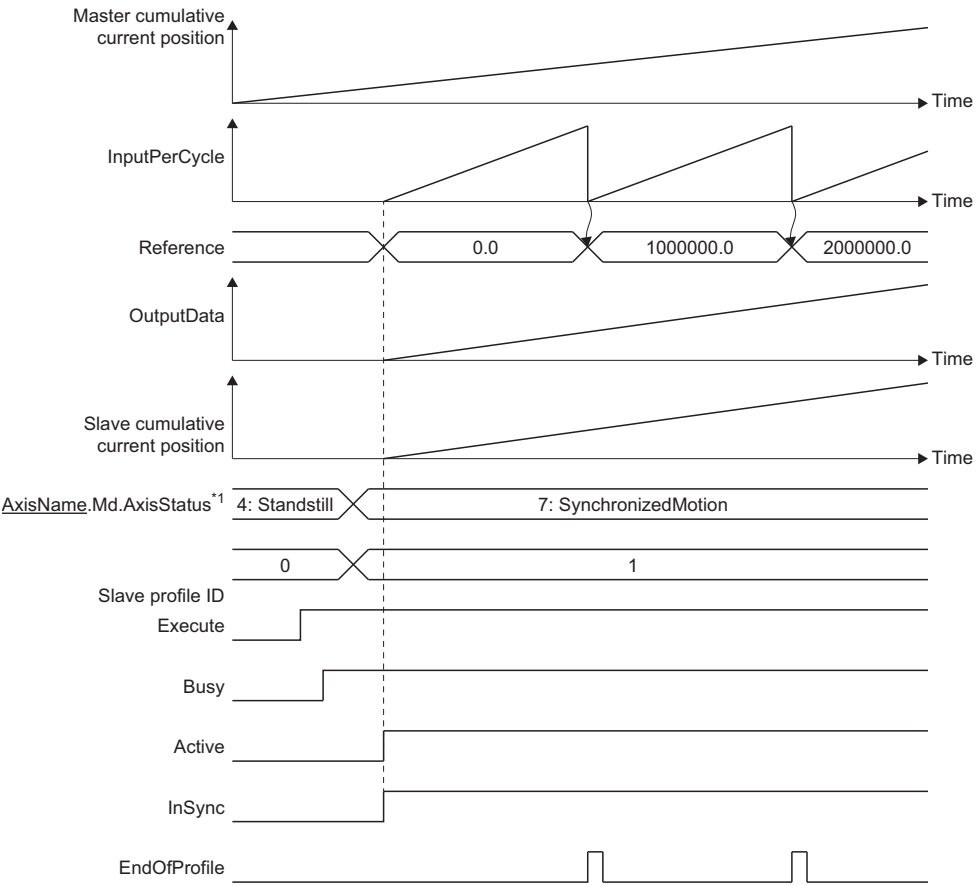 Master cumulative
current position
Time
InputPerCycle
Time
Reference
0.0
1000000.0
2000000.0
OutputData
Time
Slave cumulative
current position
Time
AxisName.Md.AxisStatus*1
4: Standstill
7: SynchronizedMotion
0
1
Slave profile ID
Execute
Busy
Active
InSync
EndOfProfile